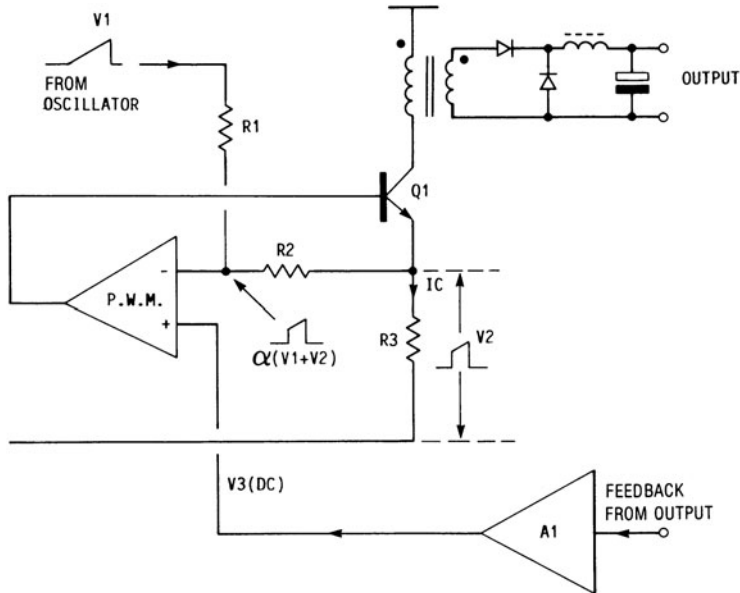 V1
FROM
OSCILLATOR
R1
OUTPUT
Q1
R2
IC
P.W.M.
-
+
R3
V2
α(V1+V2)
V3(DC)
FEEDBACK
FROM OUTPUT
A1